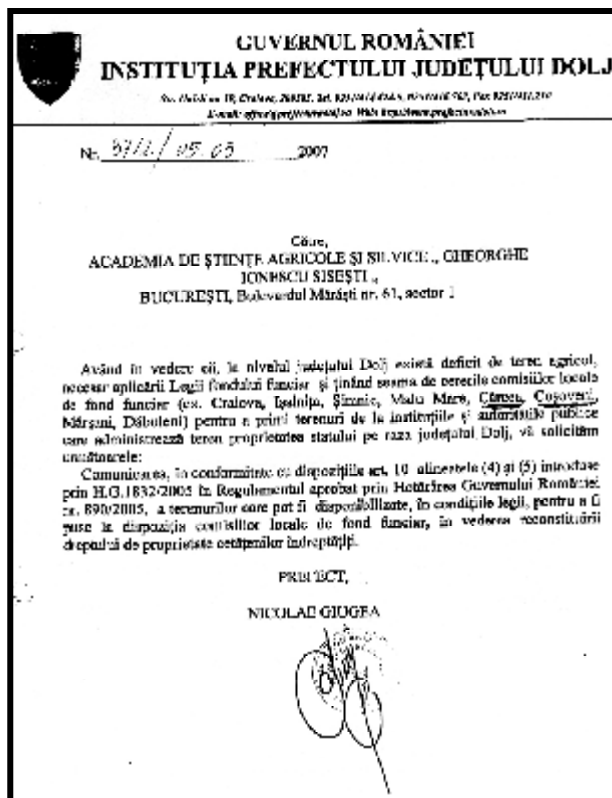 GUVERNUL ROMÂNIEI
INSTITUȚIA PREFECTULUI JUDEȚULUI DOLJ
nr. 19, Craiova,
Nr. 05.03 2007
Către,
ACADEMIA DE ȘTIINȚE AGRICOLE ȘI SILVICE ,, GHEORGHE
IONESCU SISEȘTI ,,
BUCUREȘTI, Bulevardul Mărăști nr. 61, sector 1
Având în vedere că, la nivelul județului Dolj există deficit de teren agricol,
necesar aplicării Legii fondului funciar și ținând seama de cererile comisiilor locale
de fond funciar (ex. Craiova, Ișalnița, Șimnic, Malu Mare, Cârcea, Coșoveni,
Mârșani, Dăbuleni) pentru a primi terenuri de la instituțiile și autoritățile publice
care administrează teren proprietatea statului pe raza județului Dolj, vă solicităm
următoarele:
Comunicarea, în conformitate cu dispozițiile art. 10 alineatele (4) și (5) introduse
prin H.G.1832/2005 în Regulamentul aprobat prin Hotărârea Guvernului României
nr. 890/2005, a terenurilor care pot fi disponibilizate, în condițiile legii, pentru a fi
puse la dispoziția comisiilor locale de fond funciar, în vederea reconstituirii
dreptului de proprietate cetățenilor îndreptățiți.
PREFECT,
NICOLAE GIUGEA